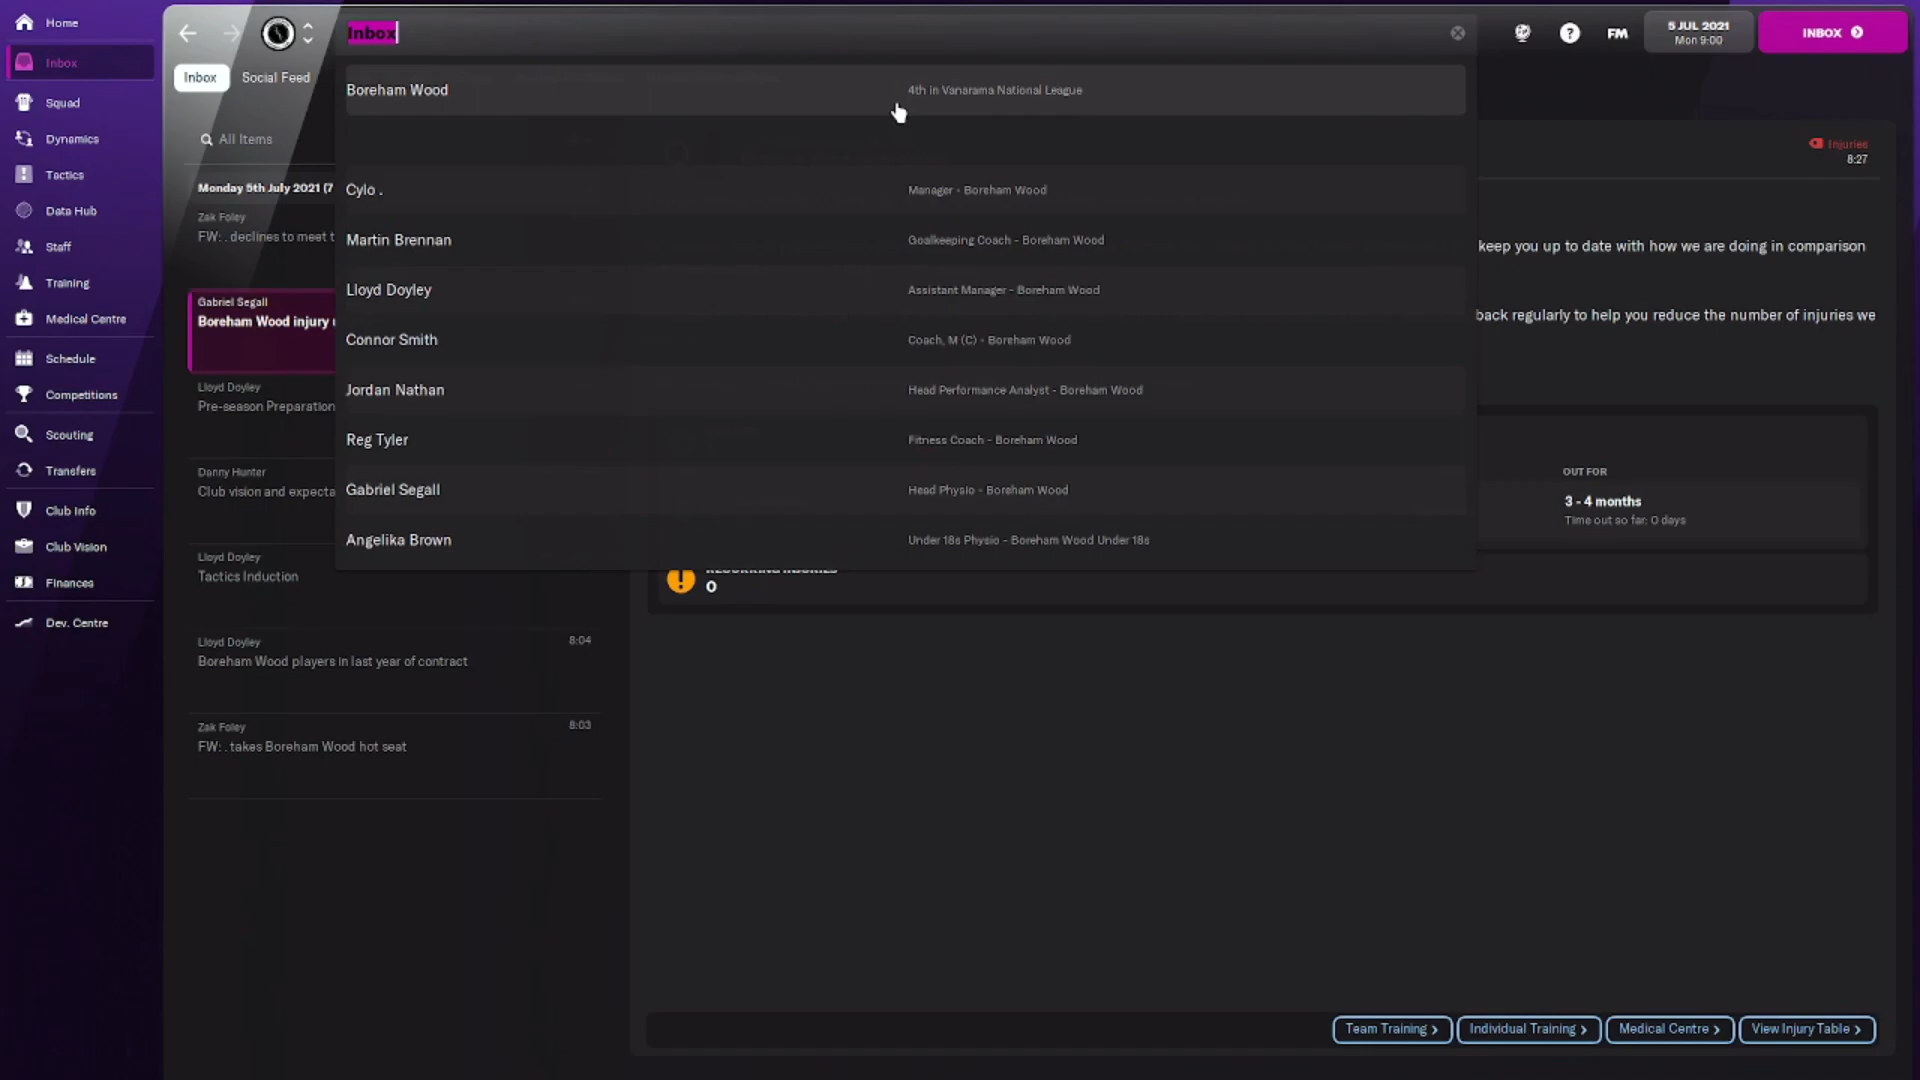 Home
Inbox
Squad
Dynamics
Tactics
Data Hub
Staff
Training
Medical Centre
Schedule
Competitions
Scouting
Transfers
Club Info
Club Vision
Finances
Dev. Centre
Inbox
FM
5 JUL 2021
Mon 9:00
INBOX
Inbox
Social Feed
All Items
Monday 5th July 2021 (7
Zak Foley
FW: . declines to meet t
Gabriel Segall
Boreham Wood injury
Lloyd Doyley
Pre-season Preparation
Danny Hunter
Club vision and expecta
Lloyd Doyley
Tactics Induction
Lloyd Doyley
8:04
Boreham Wood players in last year of contract
Zak Foley
8:03
FW: . takes Boreham Wood hot seat
Boreham Wood
4th in Vanarama National League
Cylo .
Manager - Boreham Wood
Martin Brennan
Goalkeeping Coach - Boreham Wood
Lloyd Doyley
Assistant Manager - Boreham Wood
Connor Smith
Coach, M (C) - Boreham Wood
Jordan Nathan
Head Performance Analyst - Boreham Wood
Reg Tyler
Fitness Coach - Boreham Wood
Gabriel Segall
Head Physio - Boreham Wood
Angelika Brown
Under 18s Physio - Boreham Wood Under 18s
Injuries
8:27
keep you up to date with how we are doing in comparison
back regularly to help you reduce the number of injuries we
OUT FOR
3 - 4 months
Time out so far: 0 days
0
Team Training
Individual Training
Medical Centre
View Injury Table